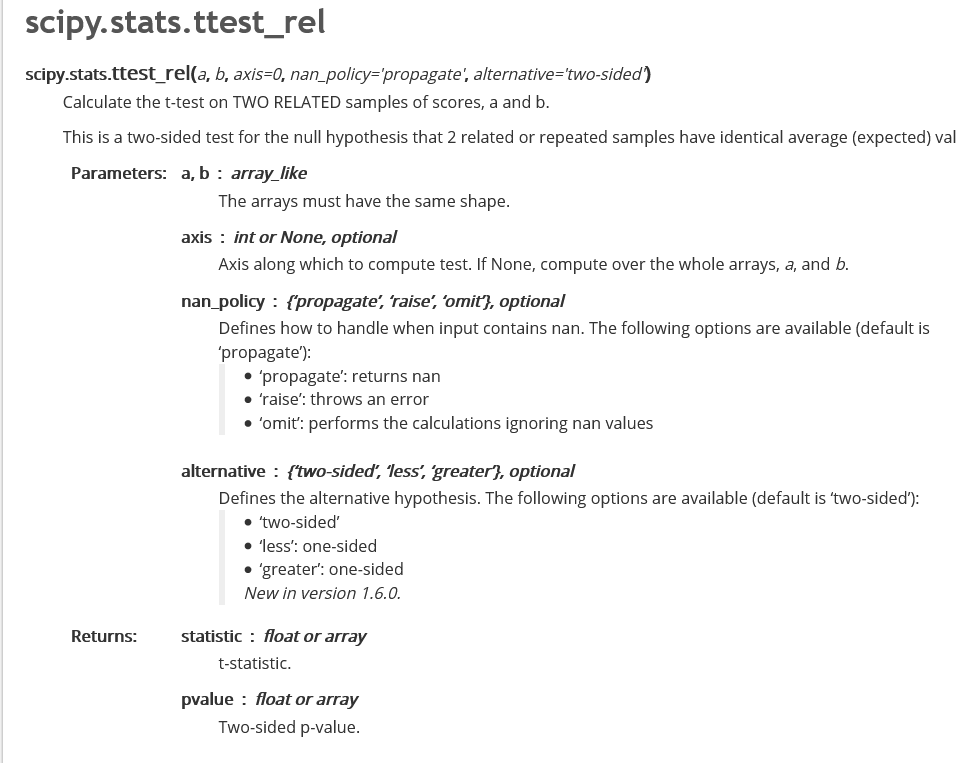 scipy.stats.ttest_rel
scipy.stats.ttest_rel(a, b, axis=0, nan_policy='propagate', alternative='two-sided')
Calculate the t-test on TWO RELATED samples of scores, a and b.
This is a two-sided test for the null hypothesis that 2 related or repeated samples have identical average (expected) val
Parameters: a, b : array_like
The arrays must have the same shape.
axis : int or None, optional
Axis along which to compute test. If None, compute over the whole arrays, a, and b.
nan_policy : {‘propagate’, ‘raise’, ‘omit’}, optional
Defines how to handle when input contains nan. The following options are available (default is
‘propagate’):
• ‘propagate’: returns nan
• ‘raise’: throws an error
• ‘omit’: performs the calculations ignoring nan values
alternative : {‘two-sided’, ‘less’, ‘greater’}, optional
Defines the alternative hypothesis. The following options are available (default is ‘two-sided’):
• ‘two-sided’
• ‘less’: one-sided
• ‘greater’: one-sided
New in version 1.6.0.
Returns: statistic : float or array
t-statistic.
pvalue : float or array
Two-sided p-value.